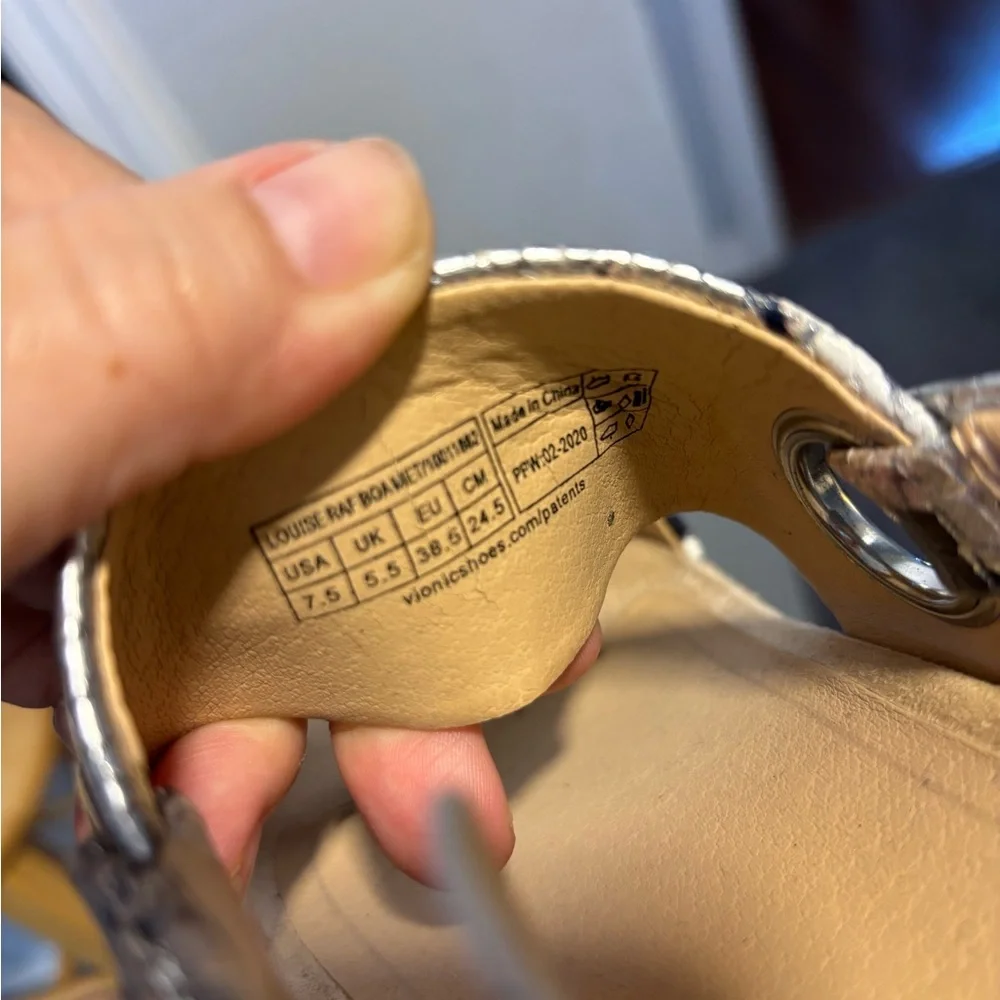 LOUISE RAF BOA MET/10011802
USA UK EU CM
7.5 5.5 38.5 24.5
Made in China
PFW:02-2020
vionicshoes.com/patents